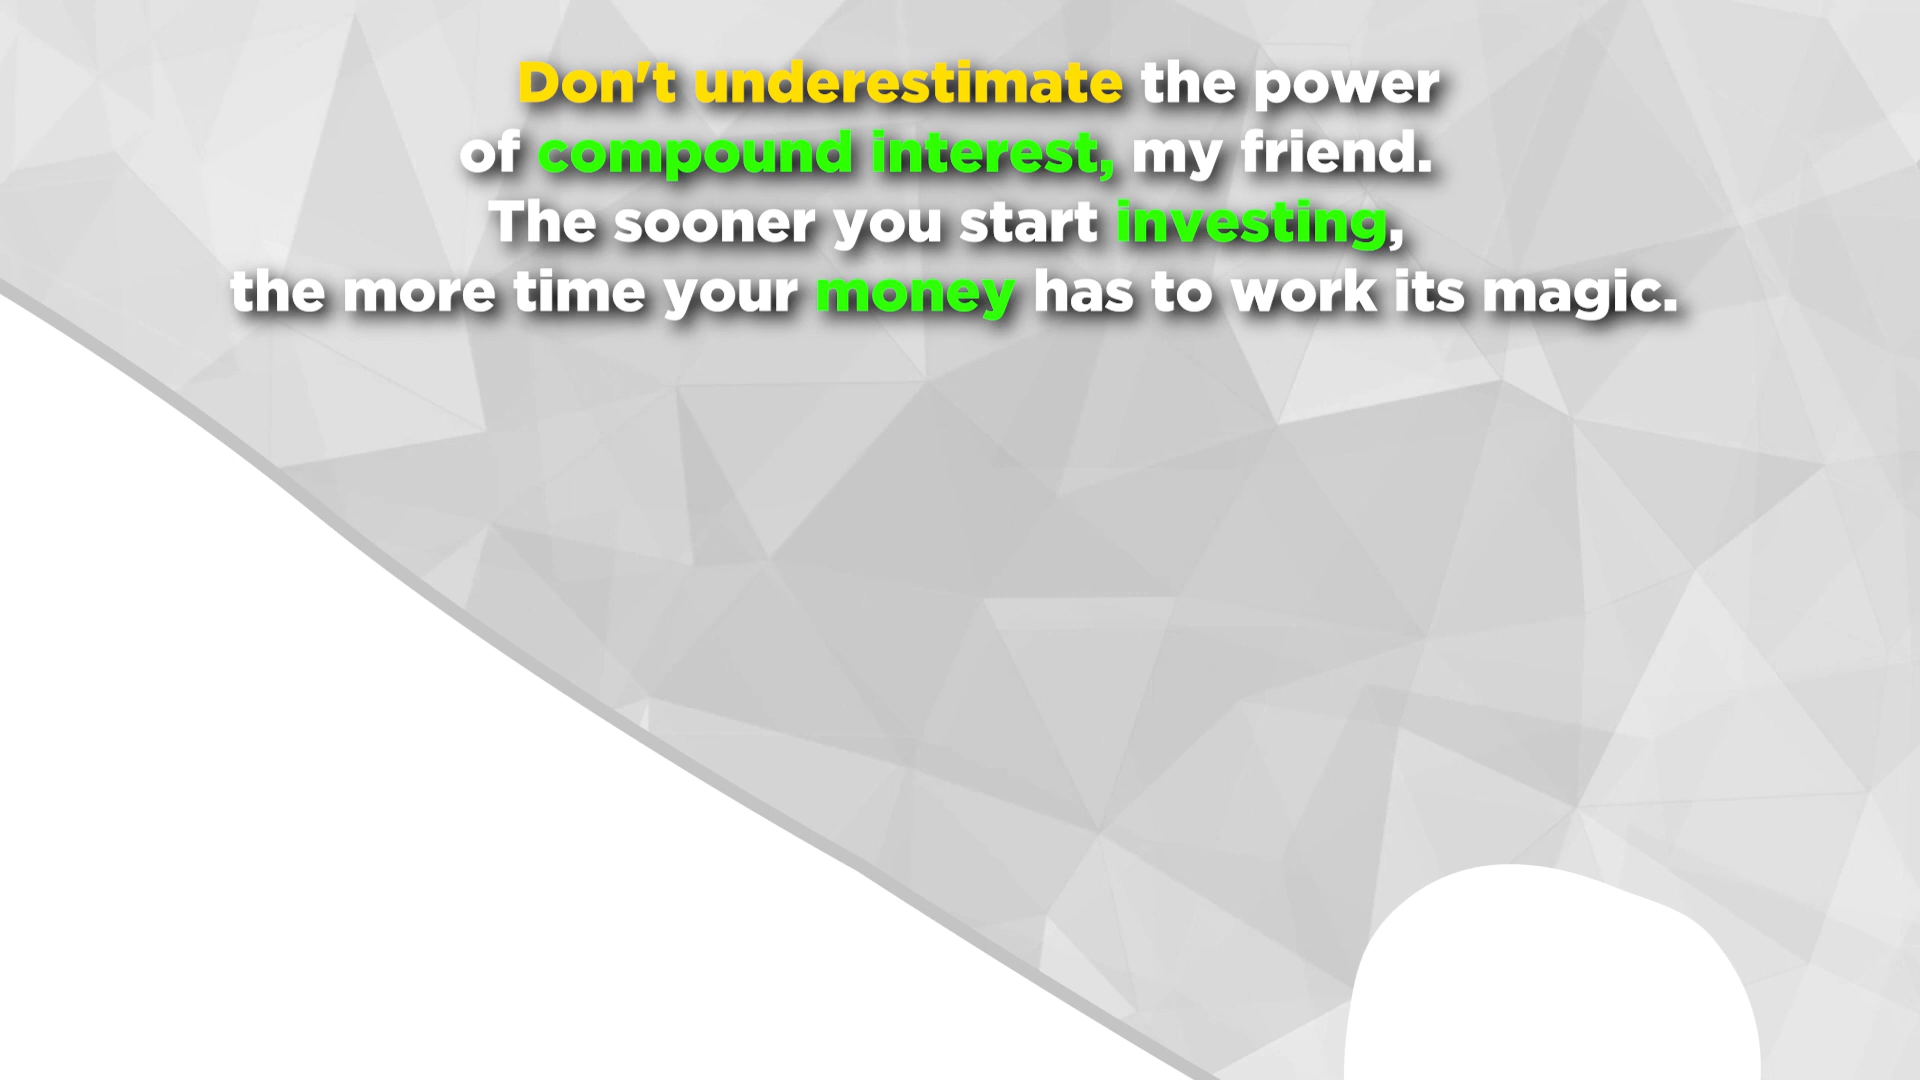 Don't underestimate the power
of compound interest, my friend.
The sooner you start investing,
the more time your money has to work its magic.